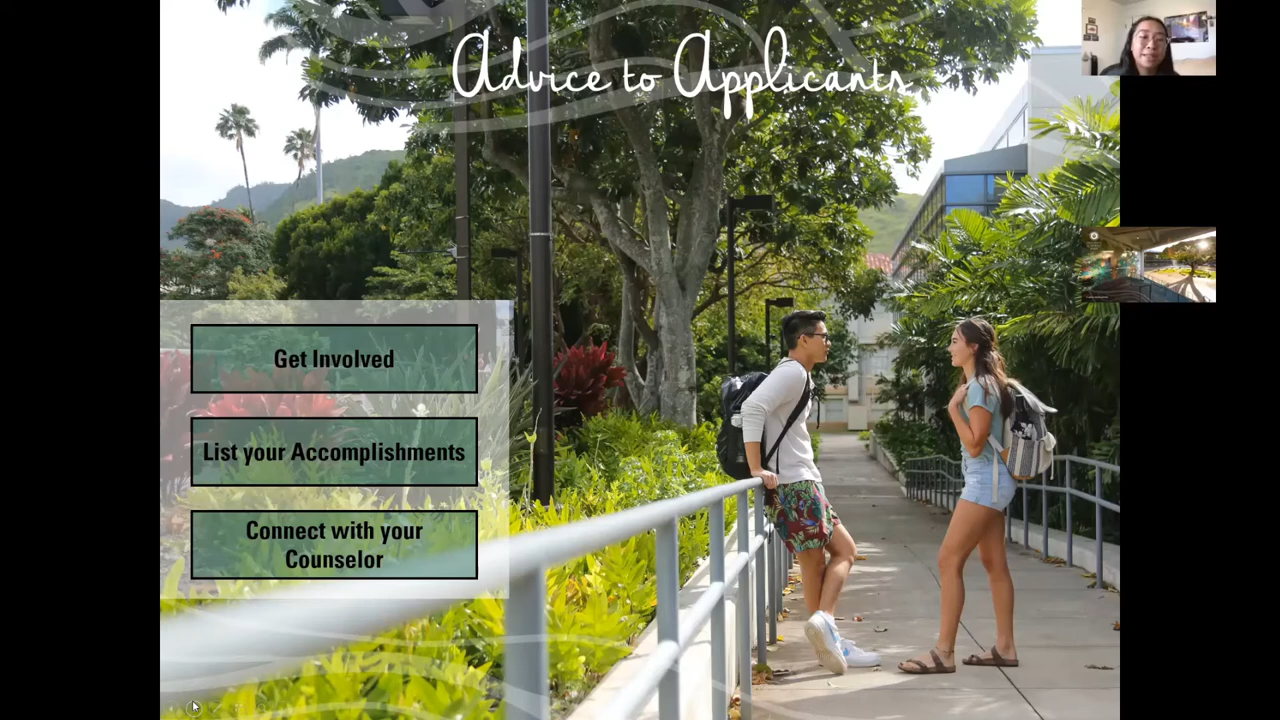 Advice to Applicants
Get Involved
List your Accomplishments
Connect with your
Counselor